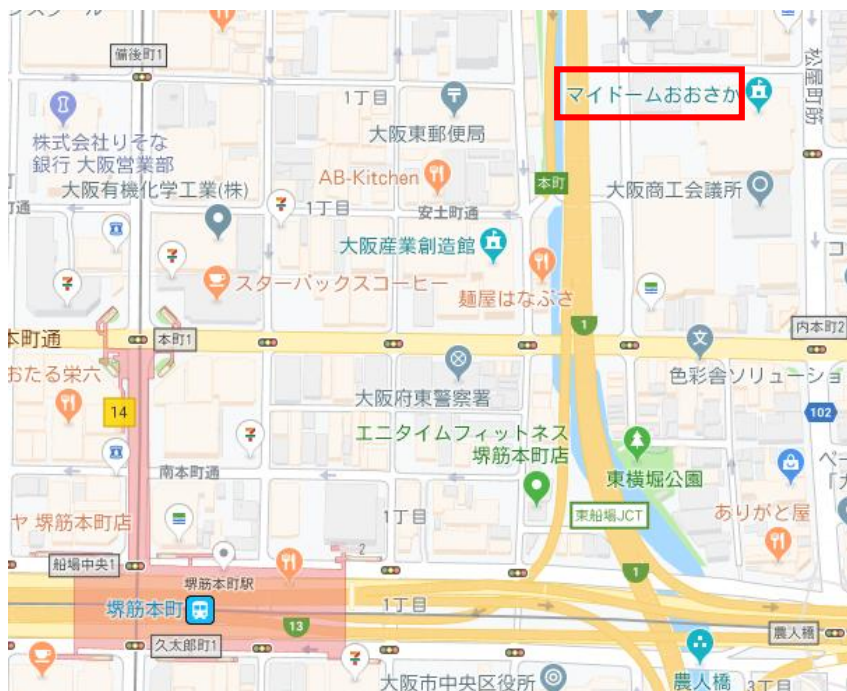 備後町1
松屋町筋
1丁目
マイドームおおさか
大阪東郵便局
株式会社りそな
銀行 大阪営業部
AB-Kitchen
本町
大阪商工会議所
大阪有機化学工業(株)
1丁目
安土町通
大阪産業創造館
スターバックスコーヒー
麺屋はなぶさ
1
内本町2
本町通
本町1
おたる栄六
大阪府東警察署
色彩舎ソリューショ
14
102
エニタイムフィットネス
堺筋本町店
東横堀公園
南本町通
ヤ 堺筋本町店
1丁目
東船場JCT
ありがと屋
船場中央1
2
堺筋本町駅
1
堺筋本町
1丁目
13
農人橋
久太郎町1
大阪市中央区役所
農人橋
3丁目